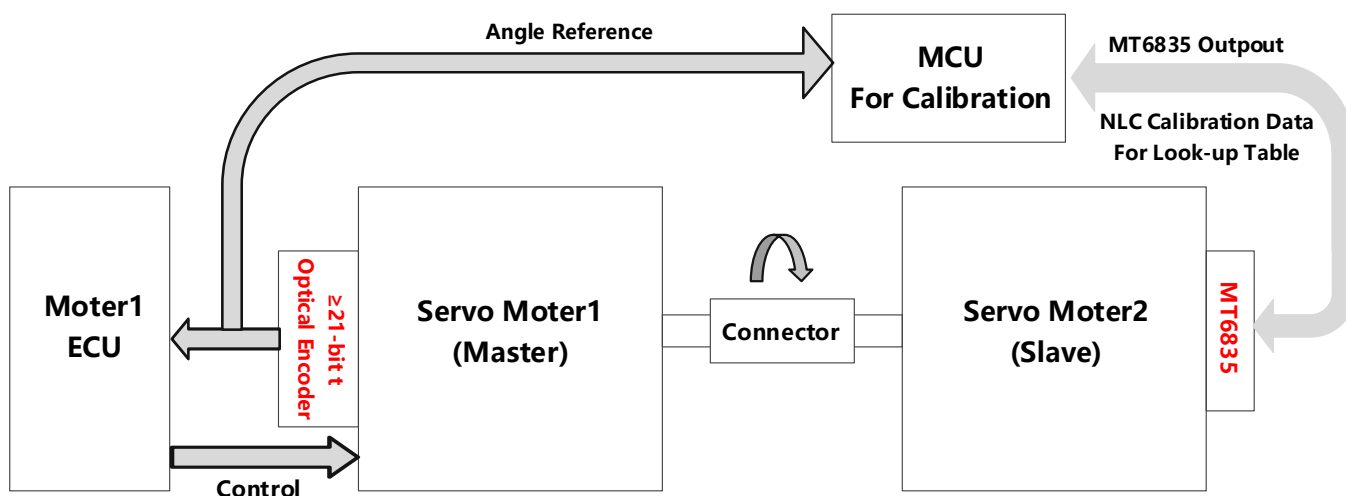 Angle Reference
MCU
For Calibration
MT6835 Outpout
NLC Calibration Data
For Look-up Table
Moter1
ECU
≥21-bit t
Optical Encoder
Servo Moter1
(Master)
Connector
Servo Moter2
(Slave)
MT6835
Control